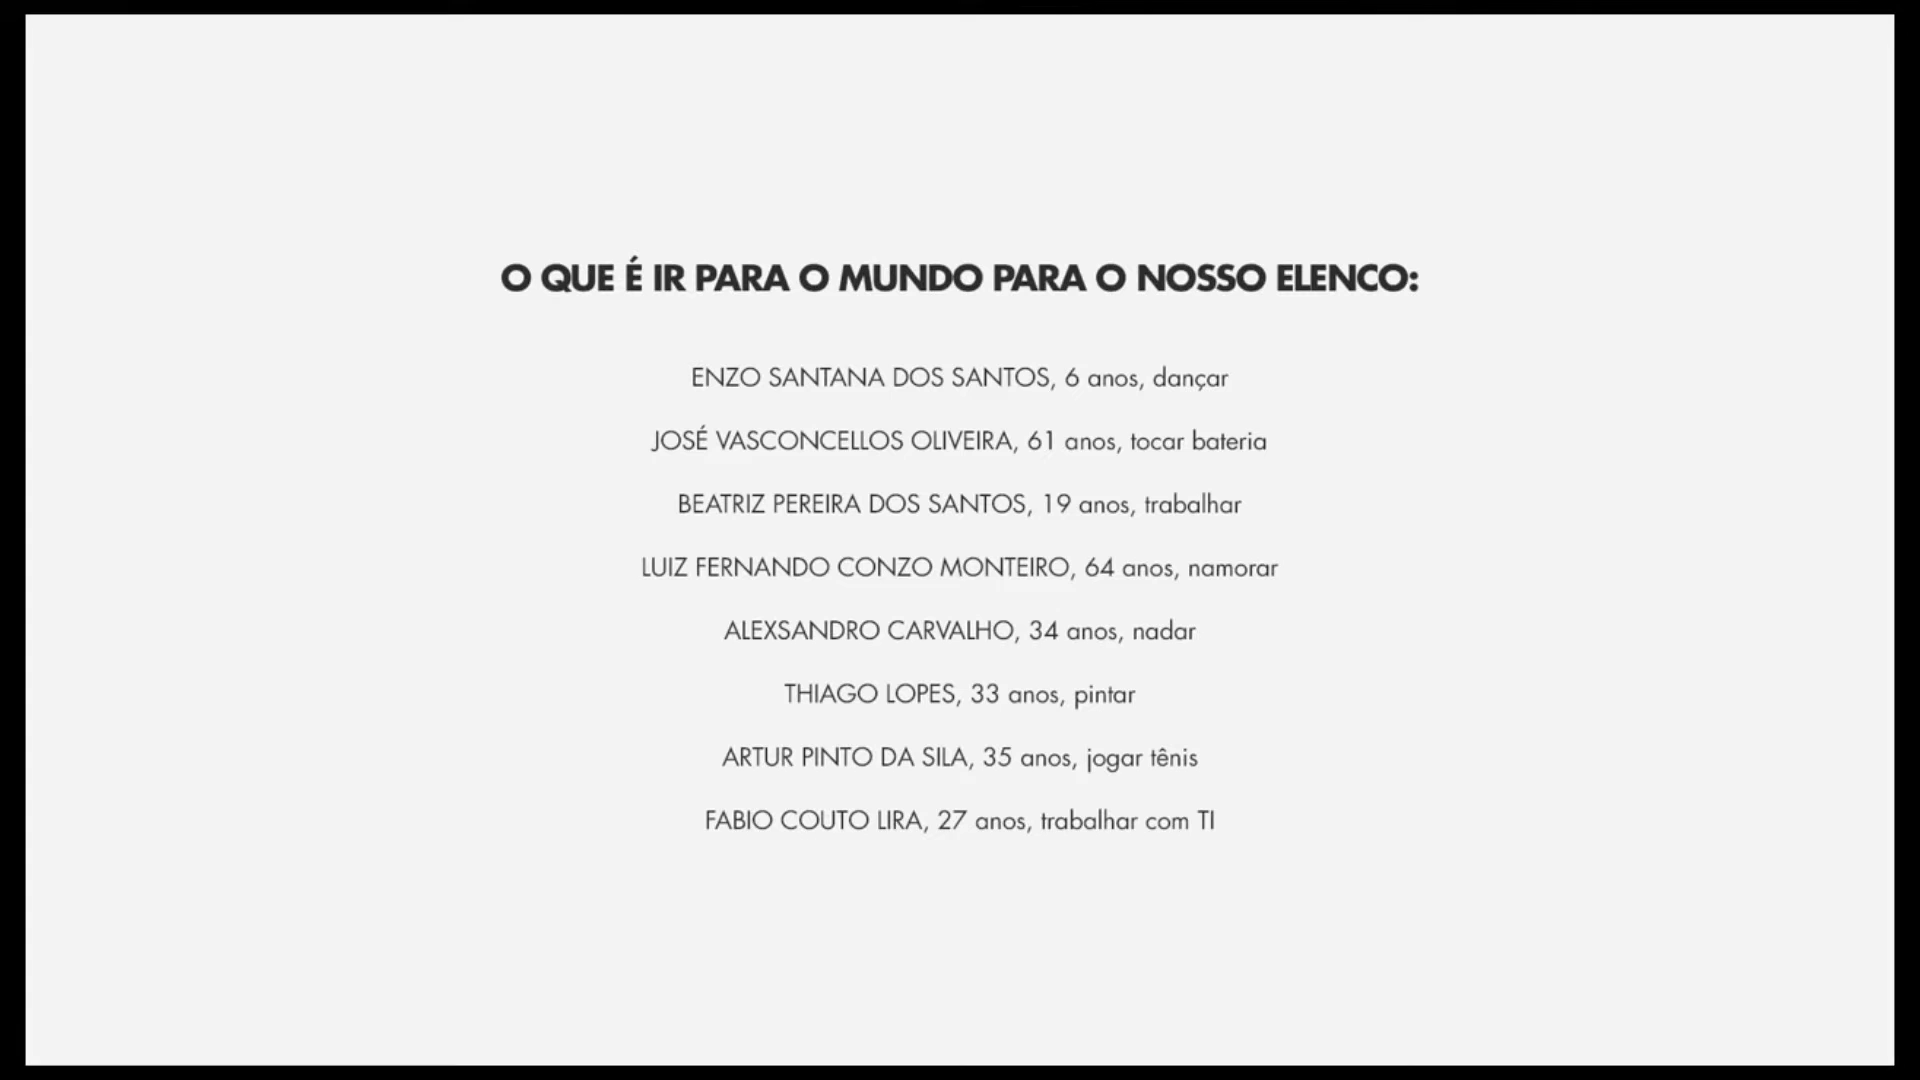 O QUE É IR PARA O MUNDO PARA O NOSSO ELENCO:
ENZO SANTANA DOS SANTOS, 6 anos, dançar
JOSÉ VASCONCELLOS OLIVEIRA, 61 anos, tocar bateria
BEATRIZ PEREIRA DOS SANTOS, 19 anos, trabalhar
LUIZ FERNANDO CONZO MONTEIRO, 64 anos, namorar
ALEXSANDRO CARVALHO, 34 anos, nadar
THIAGO LOPES, 33 anos, pintar
ARTUR PINTO DA SILA, 35 anos, jogar tênis
FABIO COUTO LIRA, 27 anos, trabalhar com TI